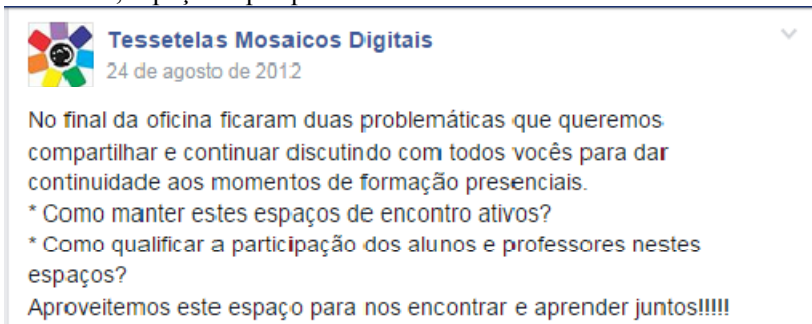 Tessetelas Mosaicos Digitais
24 de agosto de 2012
No final da oficina ficaram duas problemáticas que queremos
compartilhar e continuar discutindo com todos vocês para dar
continuidade aos momentos de formação presenciais.
* Como manter estes espaços de encontro ativos?
* Como qualificar a participação dos alunos e professores nestes
espaços?
Aproveitemos este espaço para nos encontrar e aprender juntos!!!!!